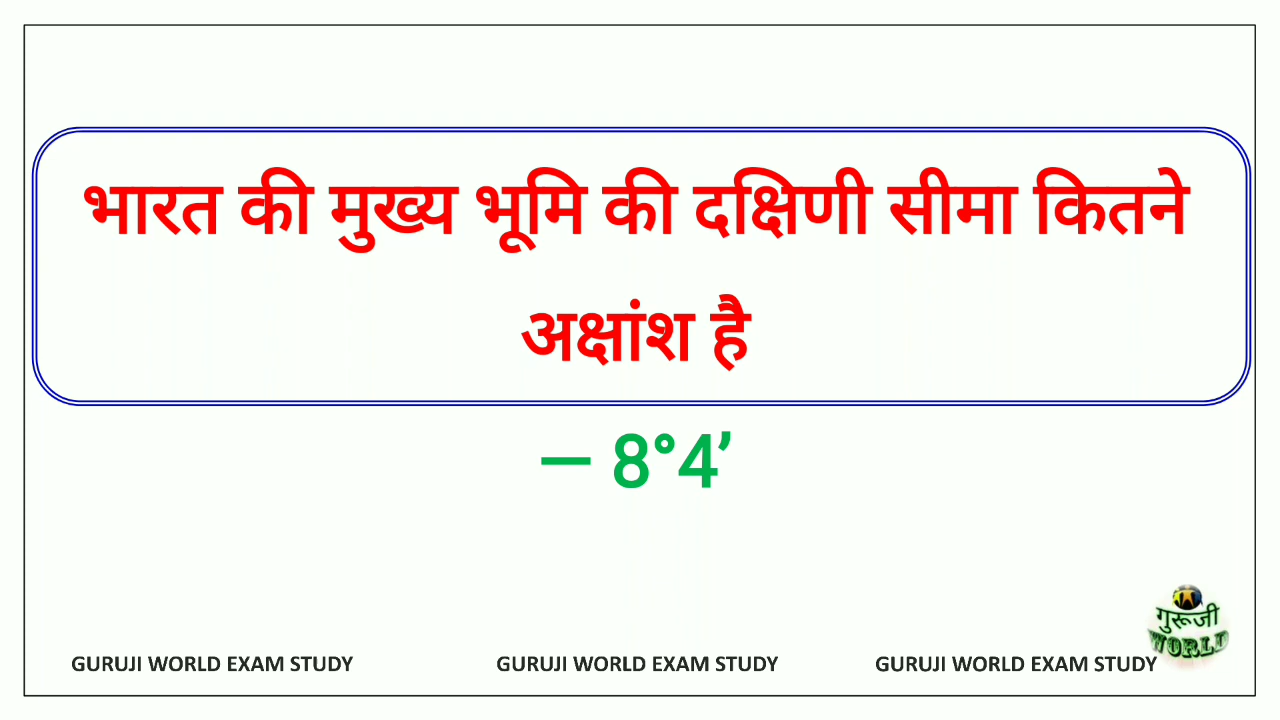 भारत की मुख्य भूमि की दक्षिणी सीमा कितने
अक्षांश है
– 8°4’
गुरूजी
WORLD
GURUJI WORLD EXAM STUDY GURUJI WORLD EXAM STUDY GURUJI WORLD EXAM STUDY